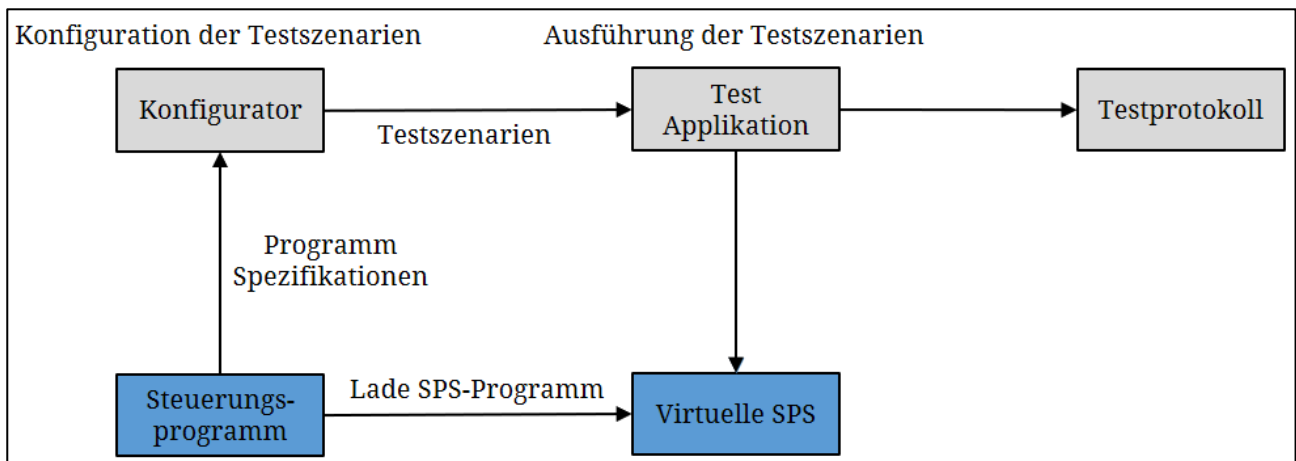 Konfiguration der Testszenarien
Ausführung der Testszenarien
Konfigurator
Testszenarien
Test
Applikation
Testprotokoll
Programm
Spezifikationen
Steuerungs-
programm
Lade SPS-Programm
Virtuelle SPS